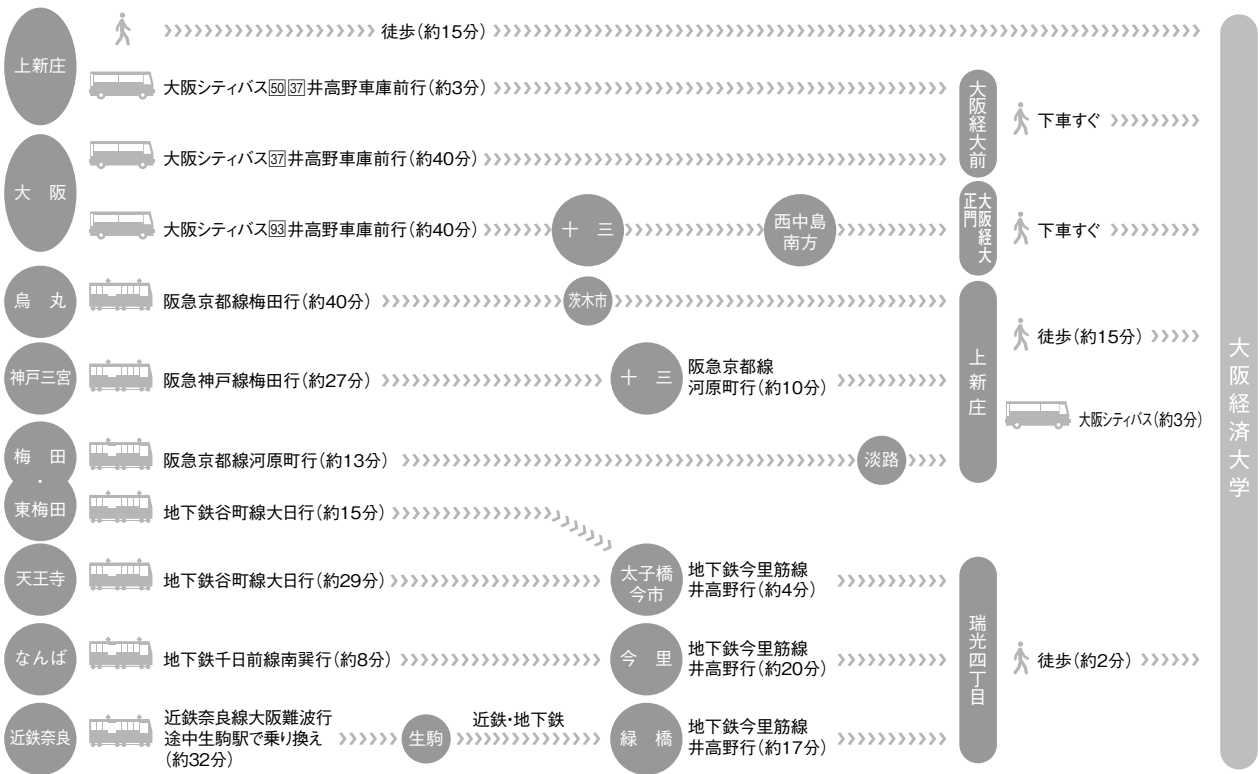 上新庄
徒歩(約15分)
大阪シティバス50 37井高野車庫前行(約3分)
大阪経大前
下車すぐ
大 阪
大阪シティバス37井高野車庫前行(約40分)
大阪シティバス93井高野車庫前行(約40分)
十 三
西中島
南方
大阪経大
正門
下車すぐ
烏 丸
阪急京都線梅田行(約40分)
茨木市
神戸三宮
阪急神戸線梅田行(約27分)
十 三
阪急京都線
河原町行(約10分)
上新庄
徒歩(約15分)
大阪シティバス(約3分)
梅 田
・
東梅田
阪急京都線河原町行(約13分)
淡路
地下鉄谷町線大日行(約15分)
天王寺
地下鉄谷町線大日行(約29分)
太子橋
今市
地下鉄今里筋線
井高野行(約4分)
なんば
地下鉄千日前線南巽行(約8分)
今 里
地下鉄今里筋線
井高野行(約20分)
瑞光四丁目
徒歩(約2分)
近鉄奈良
近鉄奈良線大阪難波行
途中生駒駅で乗り換え
(約32分)
生駒
近鉄・地下鉄
緑 橋
地下鉄今里筋線
井高野行(約17分)
大阪経済大学